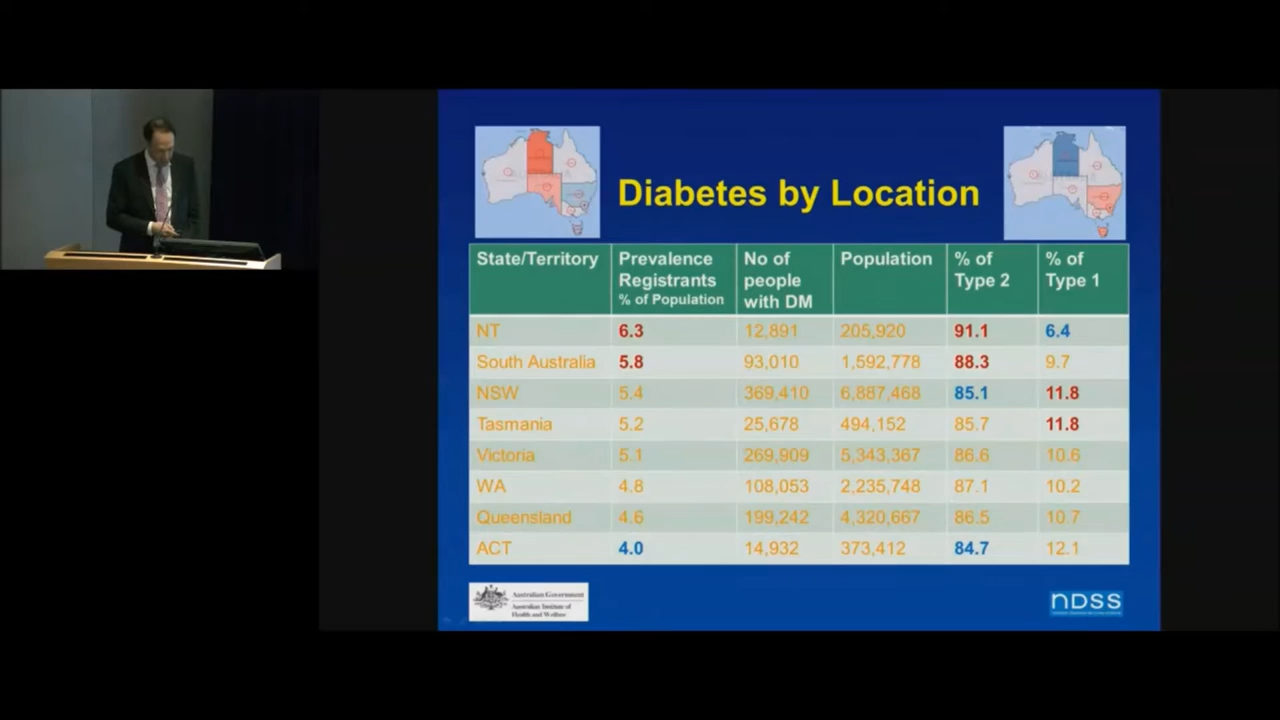 Diabetes by Location
State/Territory Prevalence Registrants % of Population No of people with DM Population % of Type 2 % of Type 1
NT 6.3 12,891 205,920 91.1 6.4
South Australia 5.8 93,010 1,592,778 88.3 9.7
NSW 5.4 369,410 6,887,468 85.1 11.8
Tasmania 5.2 25,678 494,152 85.7 11.8
Victoria 5.1 269,909 5,343,367 86.6 10.6
WA 4.8 108,053 2,235,748 87.1 10.2
Queensland 4.6 199,242 4,320,667 86.5 10.7
ACT 4.0 14,932 373,412 84.7 12.1
Australian Government
Australian Institute of
Health and Welfare
NDSS